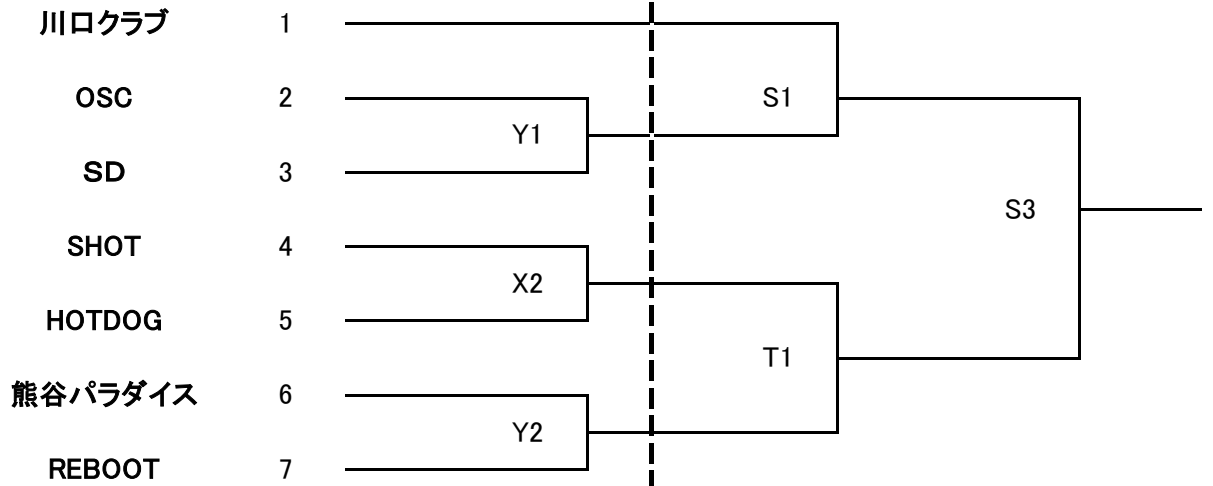 川口クラブ 1
OSC 2
S1
Y1
ＳＤ 3
S3
SHOT 4
X2
HOTDOG 5
T1
熊谷パラダイス 6
Y2
REBOOT 7